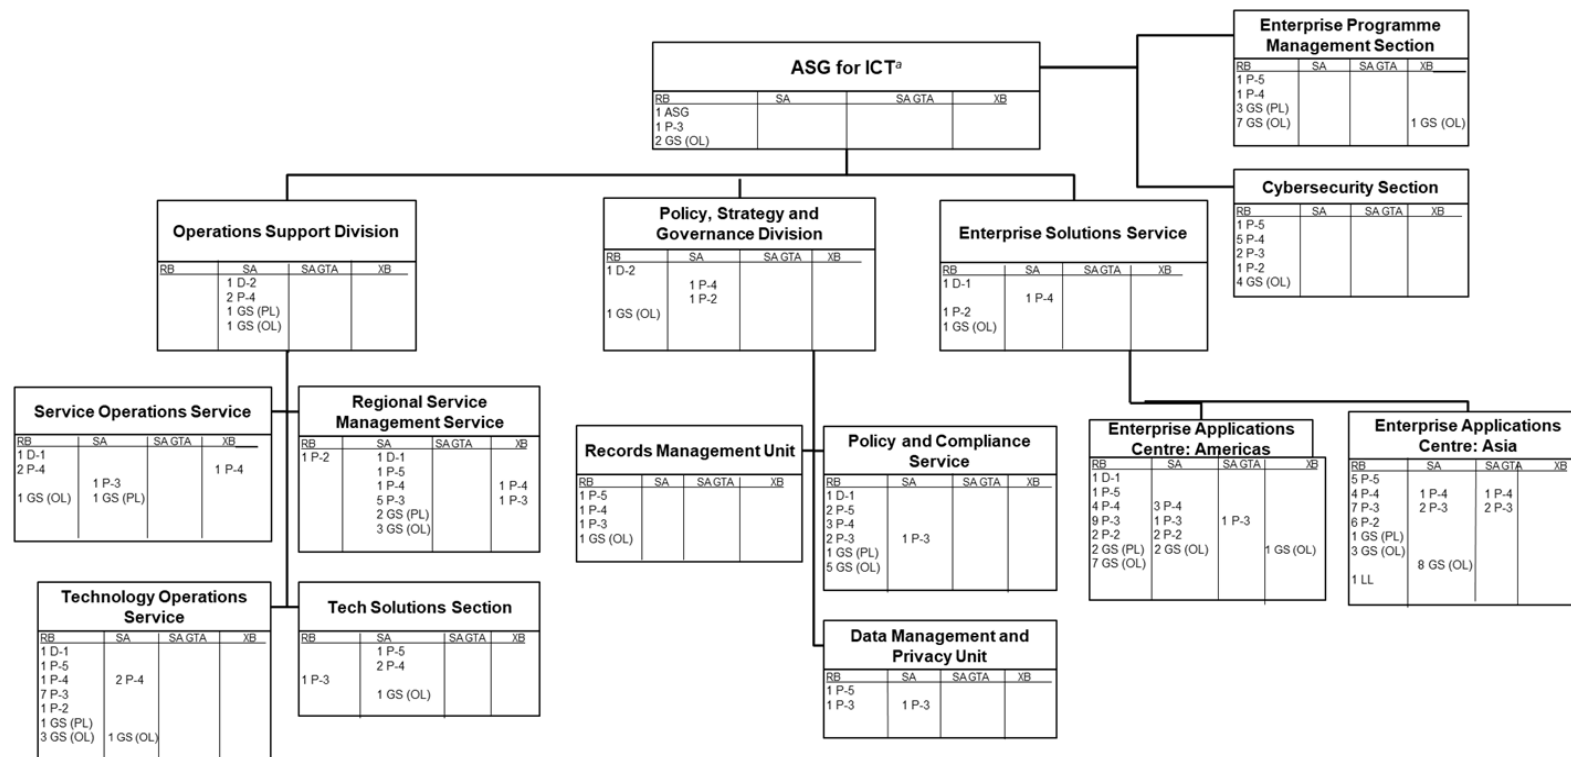 ASG for ICTᵃ
RB SA SA GTA XB
1 ASG
1 P-3
2 GS (OL)
Enterprise Programme
Management Section
RB SA SA GTA XB
1 P-5
1 P-4
3 GS (PL)
7 GS (OL) 1 GS (OL)
Cybersecurity Section
RB SA SA GTA XB
1 P-5
5 P-4
2 P-3
1 P-2
4 GS (OL)
Operations Support Division
RB SA SA GTA XB
1 D-2
2 P-4
1 GS (PL)
1 GS (OL)
Policy, Strategy and
Governance Division
RB SA SA GTA XB
1 D-2
1 P-4
1 P-2
1 GS (OL)
Enterprise Solutions Service
RB SA SA GTA XB
1 D-1
1 P-4
1 P-2
1 GS (OL)
Service Operations Service
RB SA SA GTA XB
1 D-1
2 P-4 1 P-4
1 P-3
1 GS (OL) 1 GS (PL)
Regional Service
Management Service
RB SA SA GTA XB
1 P-2 1 D-1
1 P-5
1 P-4 1 P-4
5 P-3 1 P-3
2 GS (PL)
3 GS (OL)
Records Management Unit
RB SA SA GTA XB
1 P-5
1 P-4
1 P-3
1 GS (OL)
Policy and Compliance
Service
RB SA SA GTA XB
1 D-1
2 P-5
3 P-4
2 P-3 1 P-3
1 GS (PL)
5 GS (OL)
Enterprise Applications
Centre: Americas
RB SA SA GTA XB
1 D-1
1 P-5
4 P-4 3 P-4
9 P-3 1 P-3 1 P-3
2 P-2 2 P-2
2 GS (PL) 2 GS (OL) 1 GS (OL)
7 GS (OL)
Enterprise Applications
Centre: Asia
RB SA SA GTA XB
5 P-5
4 P-4 1 P-4 1 P-4
7 P-3 2 P-3 2 P-3
6 P-2
1 GS (PL)
3 GS (OL)
8 GS (OL)
1 LL
Technology Operations
Service
RB SA SA GTA XB
1 D-1
1 P-5
1 P-4 2 P-4
7 P-3
1 P-2
1 GS (PL)
3 GS (OL) 1 GS (OL)
Tech Solutions Section
RB SA SA GTA XB
1 P-5
2 P-4
1 P-3
1 GS (OL)
Data Management and
Privacy Unit
RB SA SA GTA XB
1 P-5
1 P-3 1 P-3